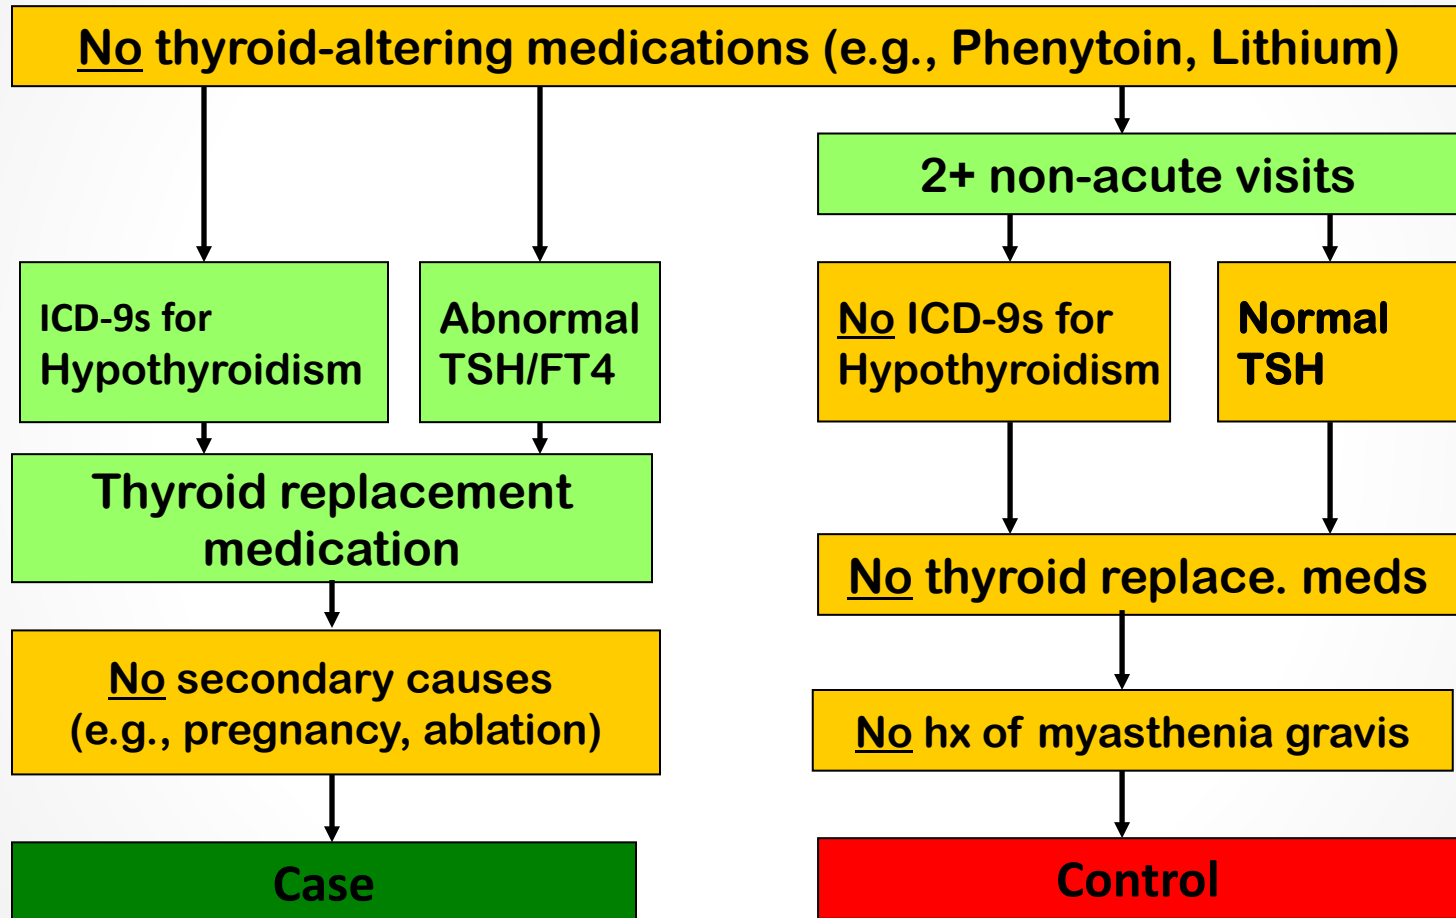 No thyroid-altering medications (e.g., Phenytoin, Lithium)
2+ non-acute visits
ICD-9s for
Hypothyroidism
Abnormal
TSH/FT4
No ICD-9s for
Hypothyroidism
Normal
TSH
Thyroid replacement
medication
No thyroid replace. meds
No secondary causes
(e.g., pregnancy, ablation)
No hx of myasthenia gravis
Case
Control